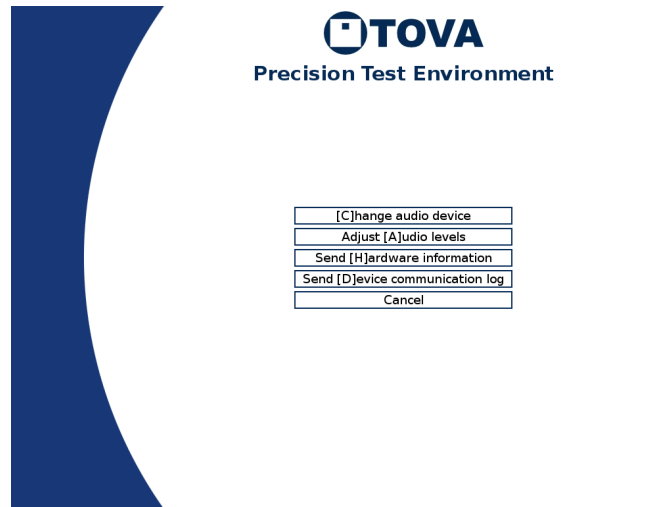 TOVA
Precision Test Environment
[C]hange audio device
Adjust [A]udio levels
Send [H]ardware information
Send [D]evice communication log
Cancel